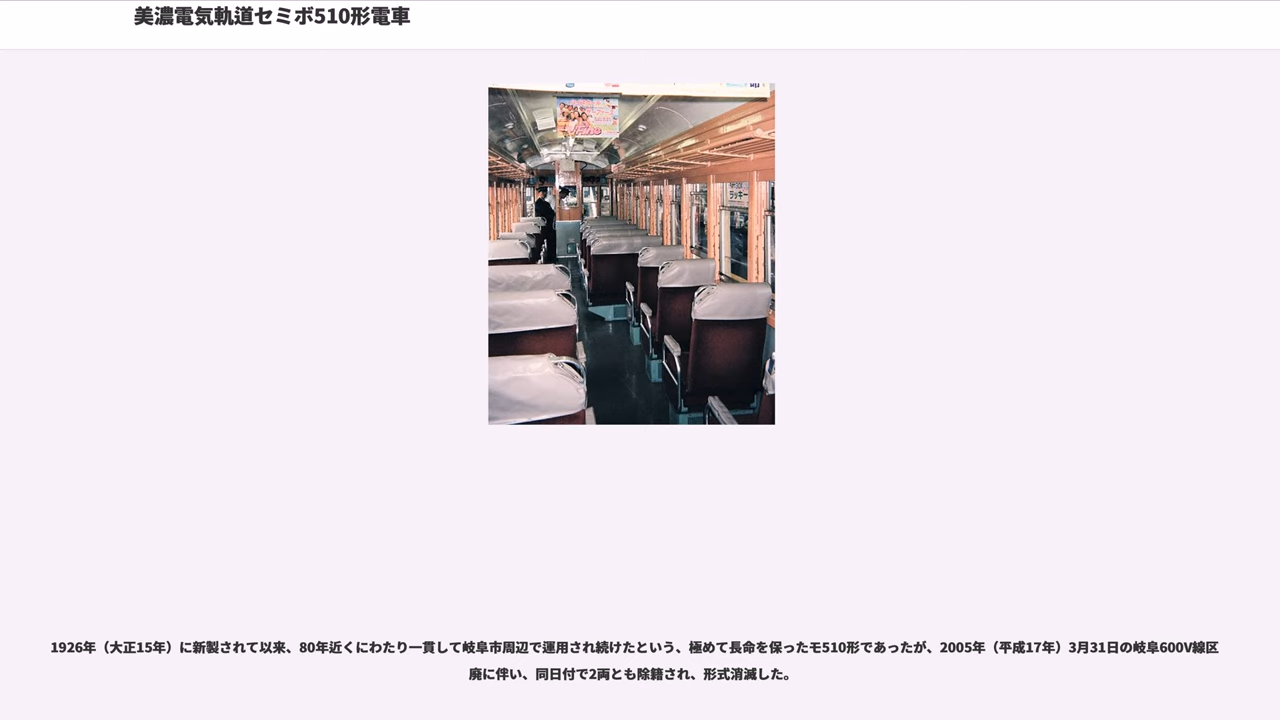 美濃電気軌道セミボ510形電車
ラッキー
1926年（大正15年）に新製されて以来、80年近くにわたり一貫して岐阜市周辺で運用され続けたという、極めて長命を保ったモ510形であったが、2005年（平成17年）3月31日の岐阜600V線区
廃に伴い、同日付で2両とも除籍され、形式消滅した。